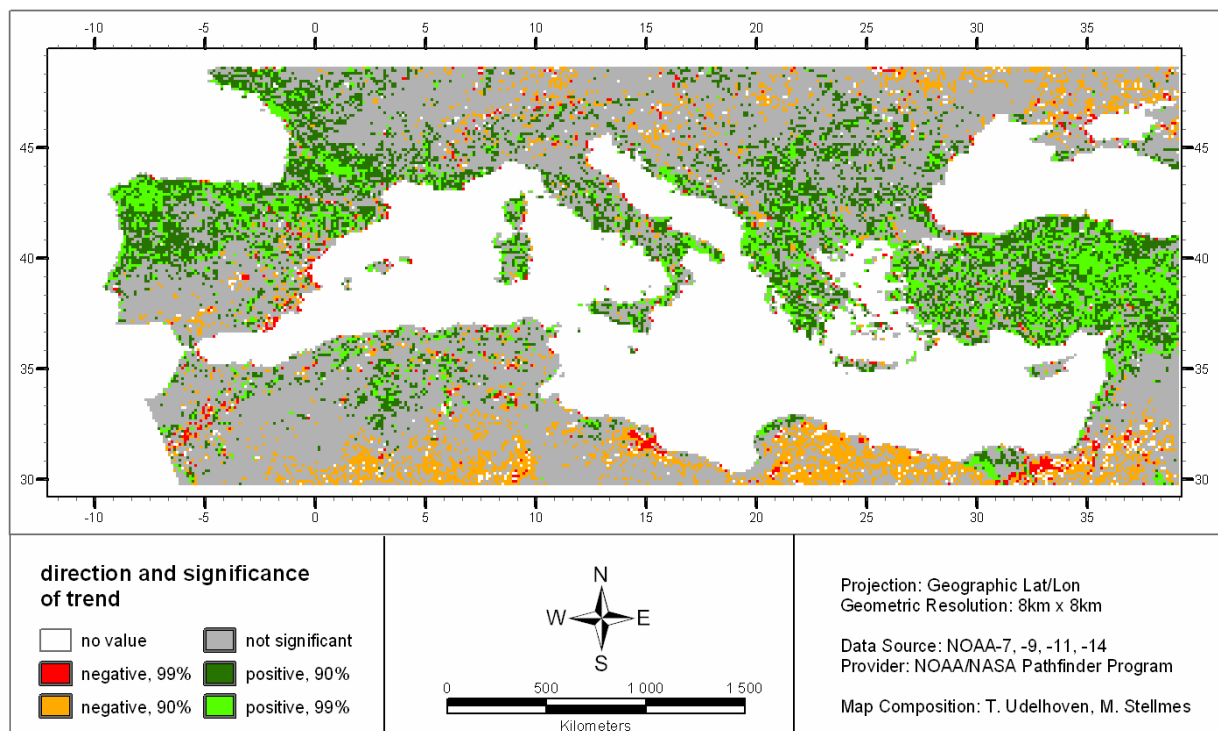 -10 -5 0 5 10 15 20 25 30 35
45 45
40 40
35 35
30 30
-10 -5 0 5 10 15 20 25 30 35
direction and significance
of trend
no value
not significant
negative, 99%
positive, 90%
negative, 90%
positive, 99%
N
W E
S
0 500 1 000 1 500
Kilometers
Projection: Geographic Lat/Lon
Geometric Resolution: 8km x 8km
Data Source: NOAA-7, -9, -11, -14
Provider: NOAA/NASA Pathfinder Program
Map Composition: T. Udelhoven, M. Stellmes